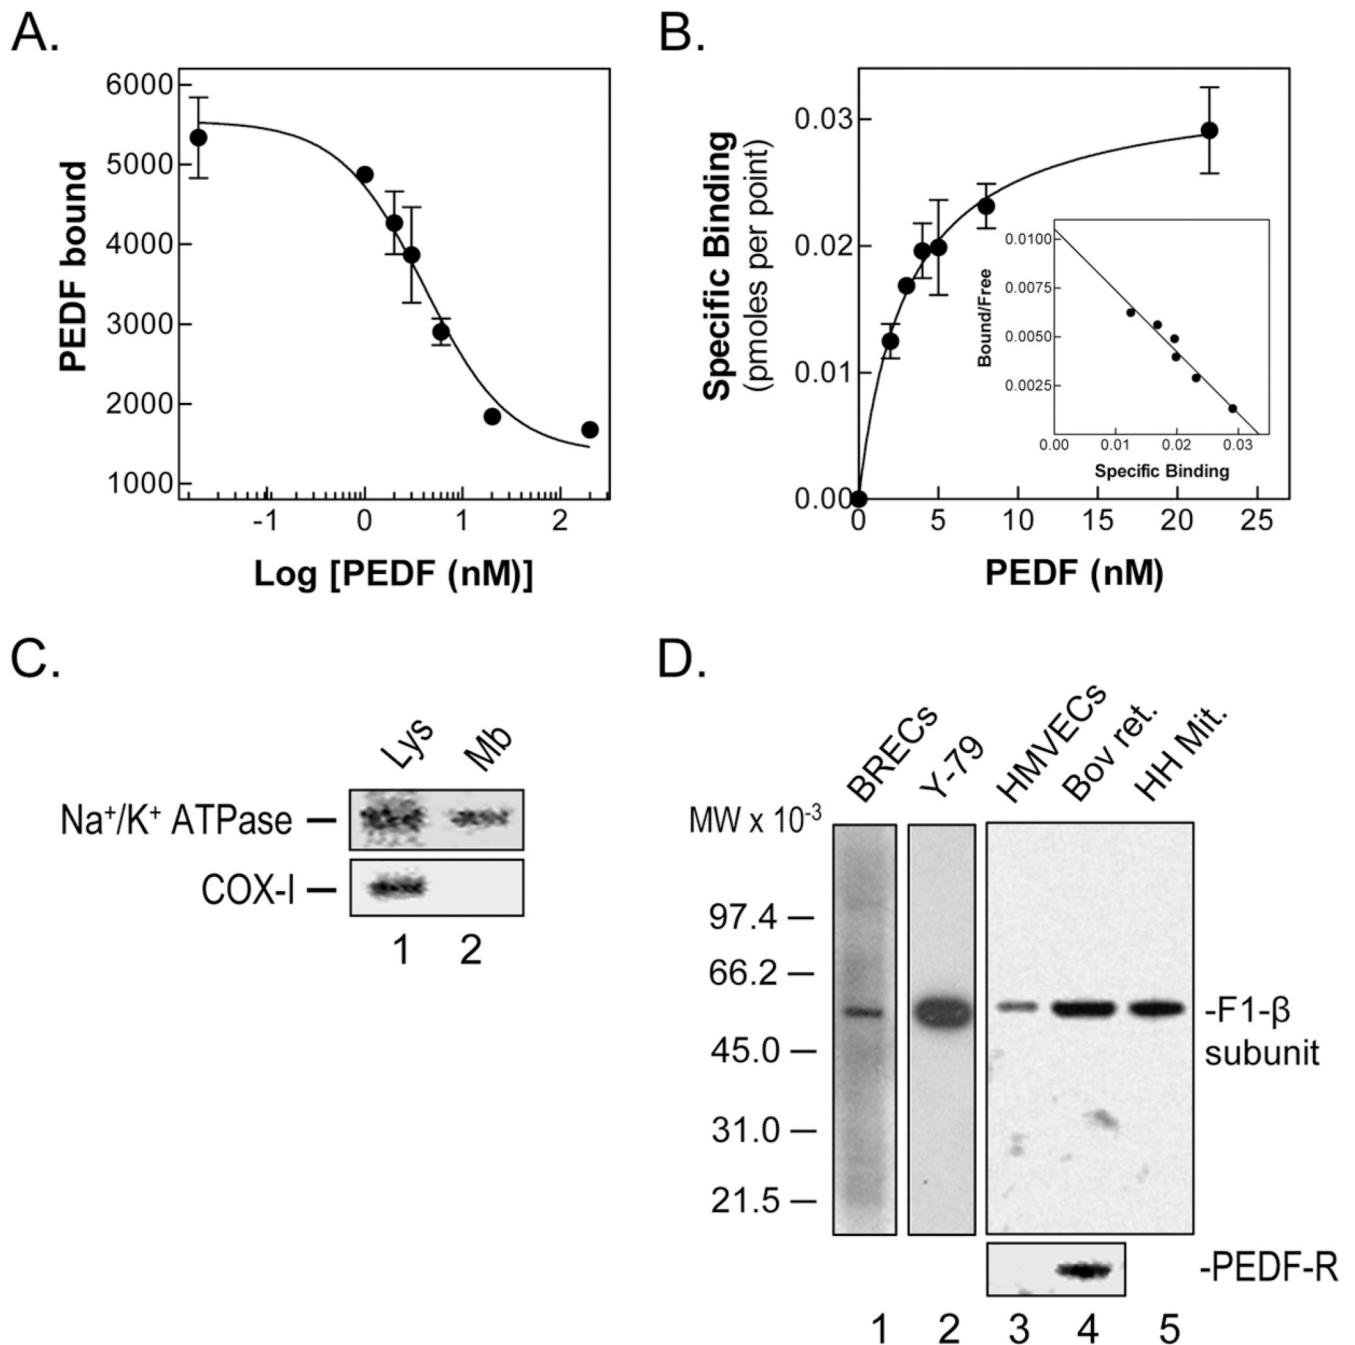 A.
6000
5000
4000
3000
2000
1000
PEDF bound
-1 0 1 2
Log [PEDF (nM)]
B.
0.03
0.02
0.01
0.00
Specific Binding
(pmoles per point)
0 5 10 15 20 25
PEDF (nM)
0.0100
0.0075
0.0050
0.0025
Bound/Free
0.00 0.01 0.02 0.03
Specific Binding
C.
Lys Mb
Na⁺/K⁺ ATPase
COX-I
1 2
D.
BRECs Y-79 HMVECs Bov ret. HH Mit.
MW x 10⁻³
97.4
66.2
45.0
31.0
21.5
-F1-β
subunit
-PEDF-R
1 2 3 4 5